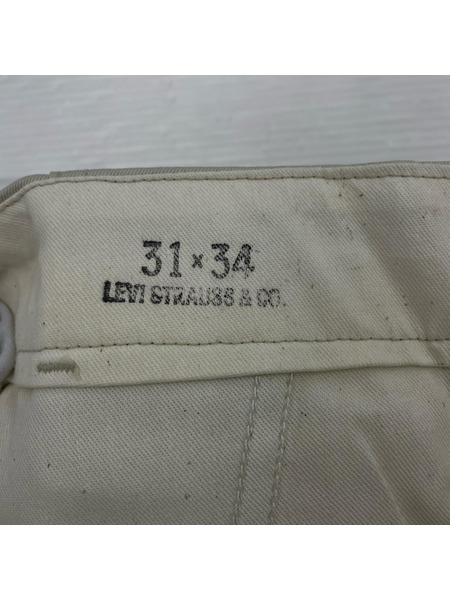 31 × 34
LEVI STRAUSS & CO.